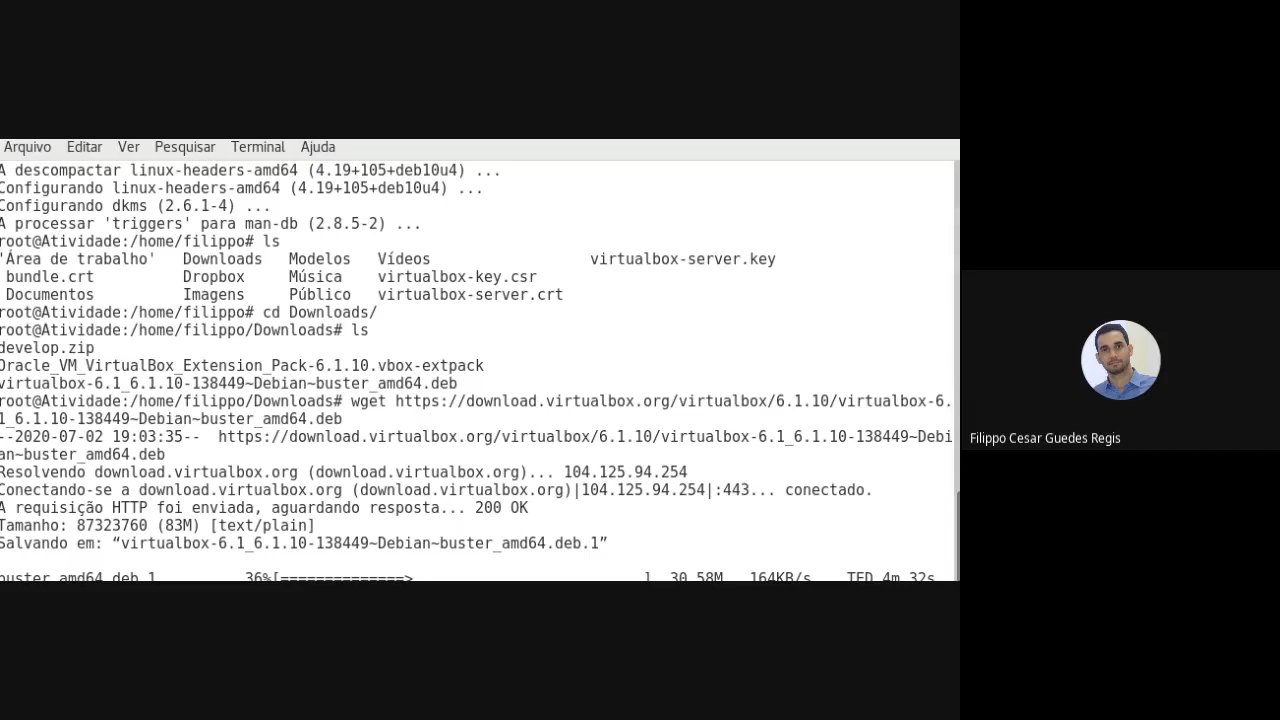 Arquivo Editar Ver Pesquisar Terminal Ajuda
A descompactar linux-headers-amd64 (4.19+105+deb10u4) ...
Configurando linux-headers-amd64 (4.19+105+deb10u4) ...
Configurando dkms (2.6.1-4) ...
A processar 'triggers' para man-db (2.8.5-2) ...
root@Atividade:/home/filippo# ls
'Área de trabalho' Downloads Modelos Vídeos virtualbox-server.key
bundle.crt Dropbox Música virtualbox-key.csr
Documentos Imagens Público virtualbox-server.crt
root@Atividade:/home/filippo# cd Downloads/
root@Atividade:/home/filippo/Downloads# ls
develop.zip
Oracle_VM_VirtualBox_Extension_Pack-6.1.10.vbox-extpack
virtualbox-6.1_6.1.10-138449~Debian~buster_amd64.deb
root@Atividade:/home/filippo/Downloads# wget https://download.virtualbox.org/virtualbox/6.1.10/virtualbox-6.
1_6.1.10-138449~Debian~buster_amd64.deb
--2020-07-02 19:03:35-- https://download.virtualbox.org/virtualbox/6.1.10/virtualbox-6.1_6.1.10-138449~Debi
an~buster_amd64.deb
Resolvendo download.virtualbox.org (download.virtualbox.org)... 104.125.94.254
Conectando-se a download.virtualbox.org (download.virtualbox.org)|104.125.94.254|:443... conectado.
A requisição HTTP foi enviada, aguardando resposta... 200 OK
Tamanho: 87323760 (83M) [text/plain]
Salvando em: “virtualbox-6.1_6.1.10-138449~Debian~buster_amd64.deb.1”
buster_amd64.deb.1 36%[==============> ] 30,58M 164KB/s TED 4m 32s
Filippo Cesar Guedes Regis